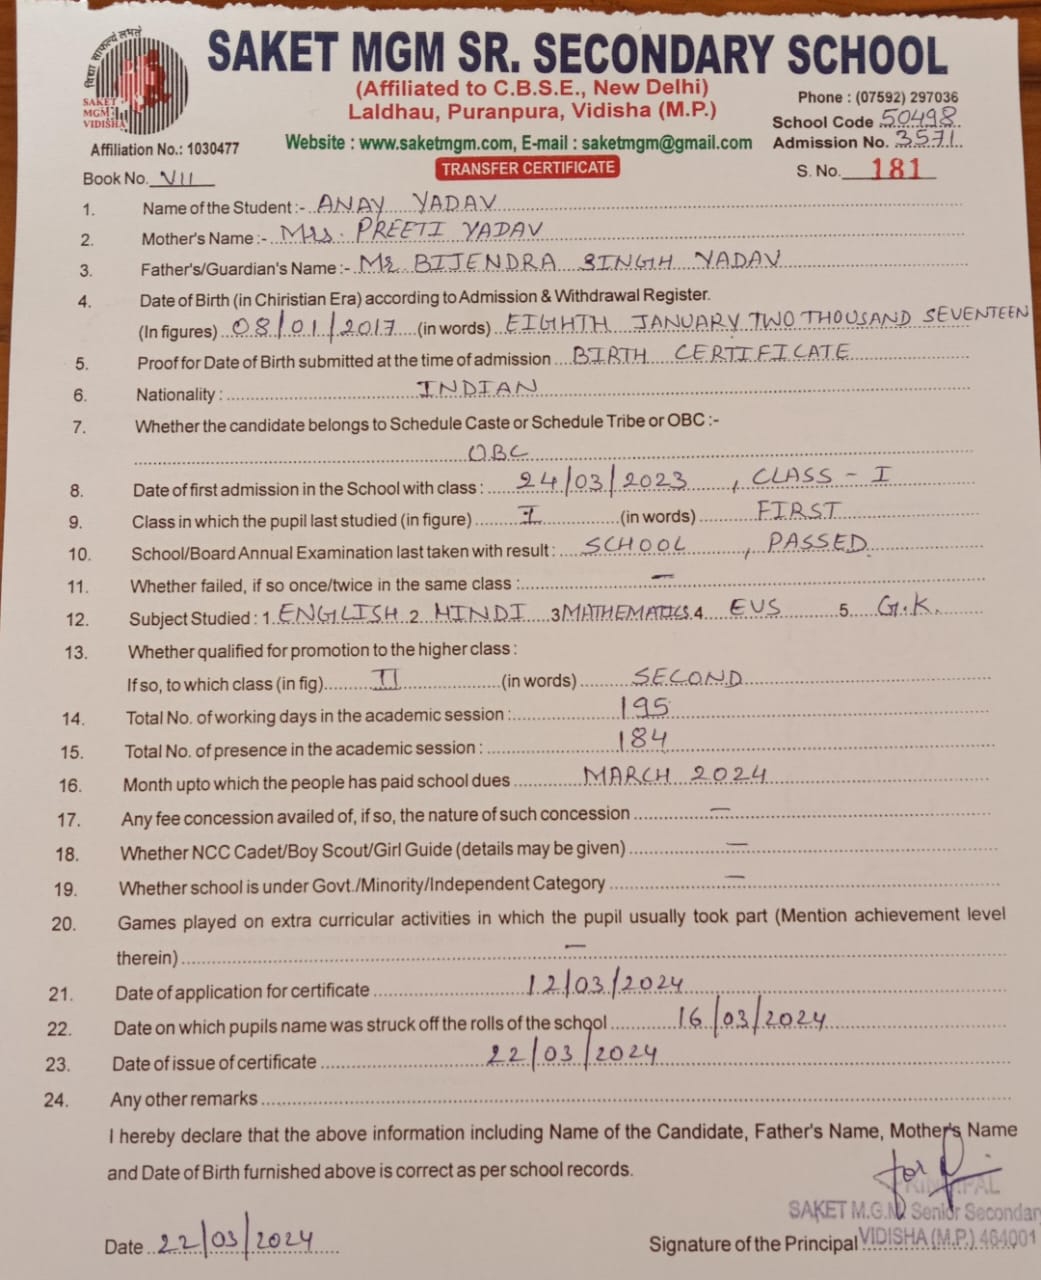 विद्या साफल्यं लभते
SAKET
MGM
VIDISHA
SAKET MGM SR. SECONDARY SCHOOL
(Affiliated to C.B.S.E., New Delhi)
Laldhau, Puranpura, Vidisha (M.P.)
Phone : (07592) 297036
School Code 50498
Affiliation No.: 1030477
Website : www.saketmgm.com, E-mail : saketmgm@gmail.com
Admission No. 3571
Book No. VII
TRANSFER CERTIFICATE
S. No. 181
1. Name of the Student :- ANAY YADAV
2. Mother's Name :- Mrs. PREETI YADAV
3. Father's/Guardian's Name :- Mr. BIJENDRA SINGH YADAV
4. Date of Birth (in Chiristian Era) according to Admission & Withdrawal Register.
(In figures) 08/01/2017 (in words) EIGHTH JANUARY TWO THOUSAND SEVENTEEN
5. Proof for Date of Birth submitted at the time of admission BIRTH CERTIFICATE
6. Nationality : INDIAN
7. Whether the candidate belongs to Schedule Caste or Schedule Tribe or OBC :-
OBC
8. Date of first admission in the School with class : 24/03/2023 , CLASS - I
9. Class in which the pupil last studied (in figure) I (in words) FIRST
10. School/Board Annual Examination last taken with result : SCHOOL , PASSED
11. Whether failed, if so once/twice in the same class : -
12. Subject Studied : 1. ENGLISH 2 HINDI 3 MATHEMATICS 4 EVS 5. G.K.
13. Whether qualified for promotion to the higher class :
If so, to which class (in fig) II (in words) SECOND
14. Total No. of working days in the academic session : 195
15. Total No. of presence in the academic session : 184
16. Month upto which the people has paid school dues MARCH 2024
17. Any fee concession availed of, if so, the nature of such concession -
18. Whether NCC Cadet/Boy Scout/Girl Guide (details may be given) -
19. Whether school is under Govt./Minority/Independent Category -
20. Games played on extra curricular activities in which the pupil usually took part (Mention achievement level
therein) -
21. Date of application for certificate 12/03/2024
22. Date on which pupils name was struck off the rolls of the school 16/03/2024
23. Date of issue of certificate 22/03/2024
24. Any other remarks
I hereby declare that the above information including Name of the Candidate, Father's Name, Mother's Name
and Date of Birth furnished above is correct as per school records.
for
PRINCIPAL
SAKET M.G.M. Senior Secondar
Date 22/03/2024
Signature of the Principal VIDISHA (M.P.) 464001